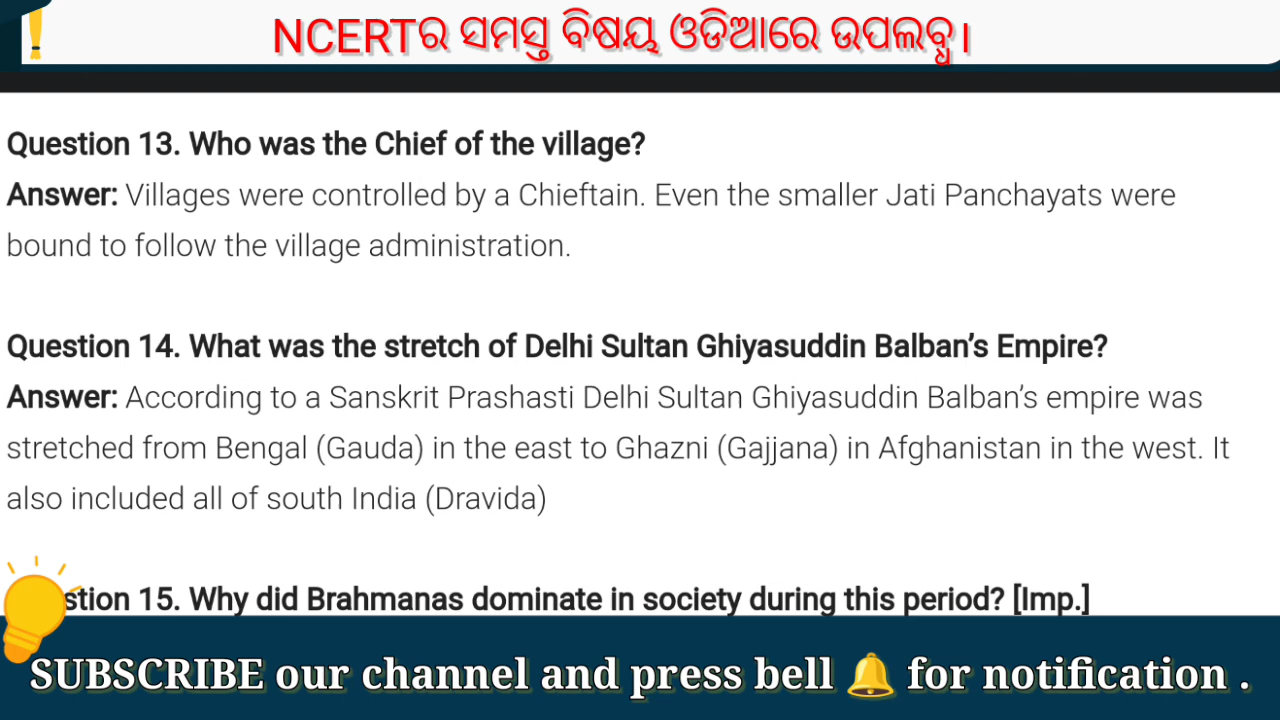 NCERTର ସମସ୍ତ ବିଷୟ ଓଡିଆରେ ଉପଲବ୍ଧ।
Question 13. Who was the Chief of the village?
Answer: Villages were controlled by a Chieftain. Even the smaller Jati Panchayats were
bound to follow the village administration.
Question 14. What was the stretch of Delhi Sultan Ghiyasuddin Balban’s Empire?
Answer: According to a Sanskrit Prashasti Delhi Sultan Ghiyasuddin Balban’s empire was
stretched from Bengal (Gauda) in the east to Ghazni (Gajjana) in Afghanistan in the west. It
also included all of south India (Dravida)
stion 15. Why did Brahmanas dominate in society during this period? [Imp.]
SUBSCRIBE our channel and press bell 🔔 for notification .